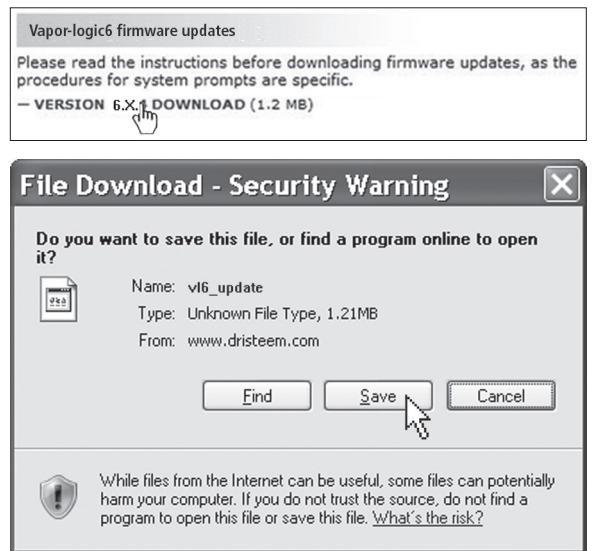 Vapor-logic6 firmware updates
Please read the instructions before downloading firmware updates, as the
procedures for system prompts are specific.
— VERSION 6.X.1 DOWNLOAD (1.2 MB)
File Download - Security Warning
Do you want to save this file, or find a program online to open
it?
Name: vl6_update
Type: Unknown File Type, 1.21MB
From: www.dristeem.com
Find Save Cancel
While files from the Internet can be useful, some files can potentially
harm your computer. If you do not trust the source, do not find a
program to open this file or save this file. What's the risk?